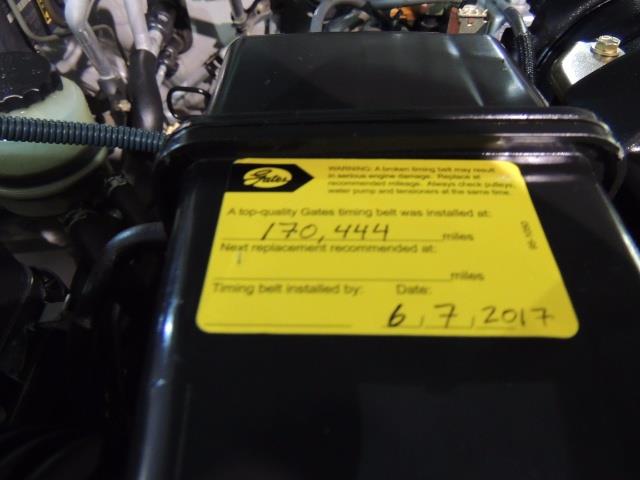 Gates
WARNING: A broken timing belt may result
in serious engine damage. Replace at
recommended mileage. Always check pulleys,
water pump and tensioners at the same time.
A top-quality Gates timing belt was installed at:
170,444 miles
Next replacement recommended at:
miles
Timing belt installed by: Date:
6, 7, 2017